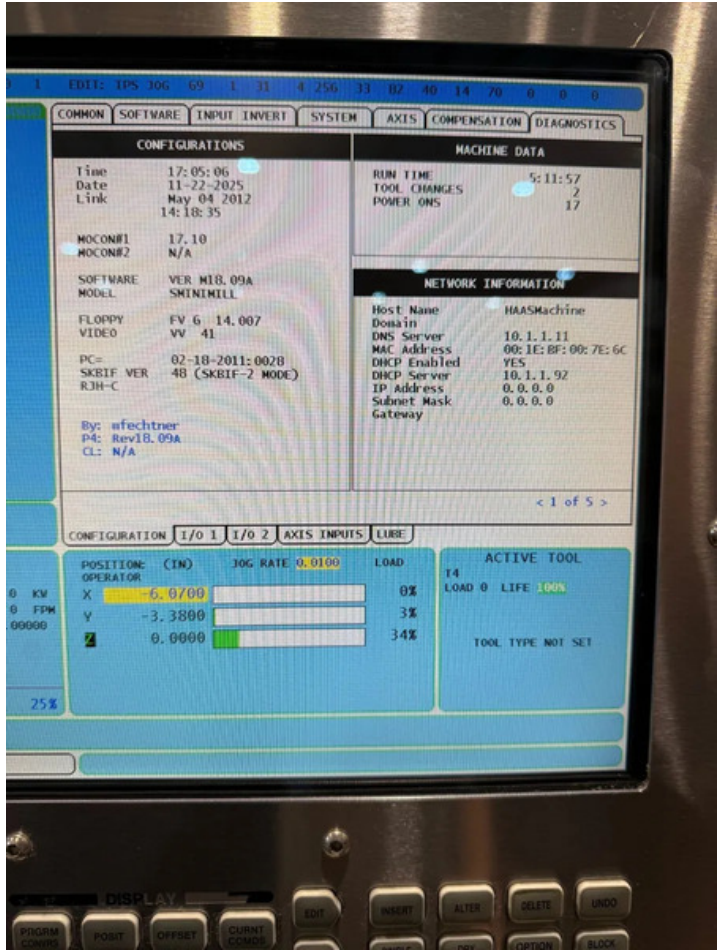 1 EDIT: IPS JOG 69 1 31 4 256 33 82 40 14 70 0 0 0
COMMON SOFTWARE INPUT INVERT SYSTEM AXIS COMPENSATION DIAGNOSTICS
CONFIGURATIONS
Time 17:05:06
Date 11-22-2025
Link May 04 2012
14:18:35
MOCON#1 17.10
MOCON#2 N/A
SOFTWARE VER M18.09A
MODEL SMINIMILL
FLOPPY FV 6 14.007
VIDEO VV 41
PC= 02-18-2011:0028
SKBIF VER 48 (SKBIF-2 MODE)
RJH-C
By: mfechtner
P4: Rev18.09A
CL: N/A
MACHINE DATA
RUN TIME 5:11:57
TOOL CHANGES 2
POWER ONS 17
NETWORK INFORMATION
Host Name HAASMachine
Domain
DNS Server 10.1.1.11
MAC Address 00:1E:8F:00:7E:6C
DHCP Enabled YES
DHCP Server 10.1.1.92
IP Address 0.0.0.0
Subnet Mask 0.0.0.0
Gateway
< 1 of 5 >
CONFIGURATION I/O 1 I/O 2 AXIS INPUTS LUBE
0 KW
0 FPM
.00000
25%
POSITION: (IN) JOG RATE 0.0100 LOAD
OPERATOR
X -6.0700 0%
Y -3.3800 3%
Z 0.0000 34%
ACTIVE TOOL
T4
LOAD 0 LIFE 100%
TOOL TYPE NOT SET
DISPLAY
PRGRM CONVRS POSIT OFFSET CURNT COMDS EDIT INSERT ALTER DELETE UNDO
SINGLE DRY OPTION BLOCK